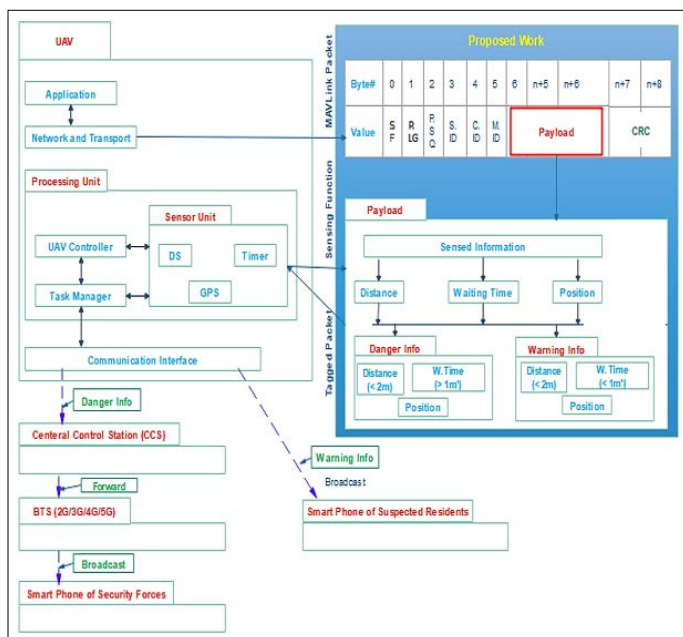 UAV
Application
Network and Transport
Processing Unit
Sensor Unit
UAV Controller
DS
Timer
Task Manager
GPS
Communication Interface
Danger Info
Centeral Control Station (CCS)
Forward
BTS (2G/3G/4G/5G)
Broadcast
Smart Phone of Security Forces
Warning Info
Broadcast
Smart Phone of Suspected Residents
MAVLink Packet
Proposed Work
Byte# 0 1 2 3 4 5 6 n+5 n+6 n+7 n+8
Value S F P. LG P. SQ S. ID C. ID M. ID Payload CRC
Sensing Function
Payload
Sensed Information
Distance Waiting Time Position
Tagged Packet
Danger Info
Distance (< 2m)
W.Time (> 1m')
Position
Warning Info
Distance (< 2m)
W.Time (< 1m')
Position